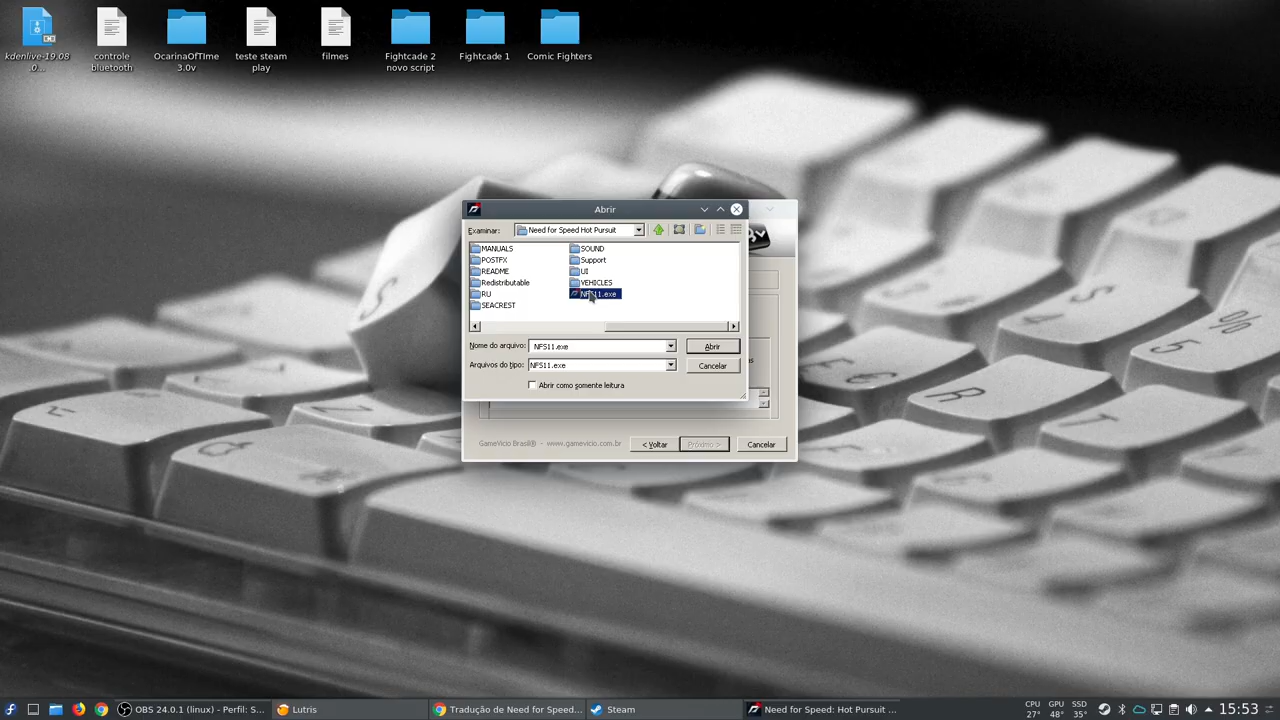 kdenlive-19.08
.0...
controle
bluetooth
OcarinaOfTIme
3.0v
teste steam
play
filmes
Fightcade 2
novo script
Fightcade 1
Comic Fighters
Abrir
Examinar:
Need for Speed Hot Pursuit
MANUALS
POSTFX
README
Redistributable
RU
SEACREST
SOUND
Support
UI
VEHICLES
NFS11.exe
Nome do arquivo:
NFS11.exe
Abrir
Arquivos do tipo:
NFS11.exe
Cancelar
Abrir como somente leitura
GameVicio Brasil® - www.gamevicio.com.br
< Voltar
Próximo >
Cancelar
OBS 24.0.1 (linux) - Perfil: S...
Lutris
Tradução de Need for Speed...
Steam
Need for Speed: Hot Pursuit ...
CPU
27°
GPU
48°
SSD
35°
15:53